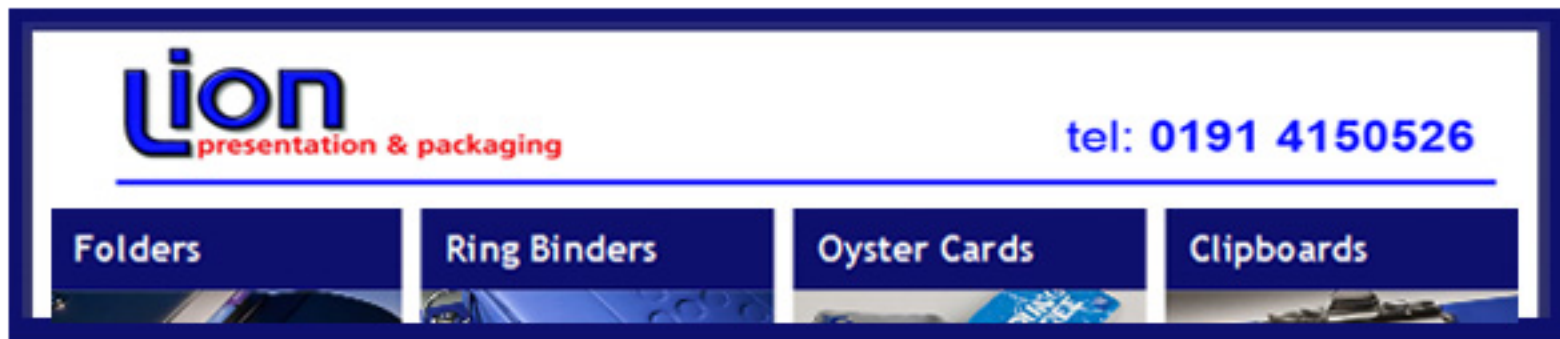 Lion
presentation & packaging
tel: 0191 4150526
Folders
Ring Binders
Oyster Cards
Clipboards